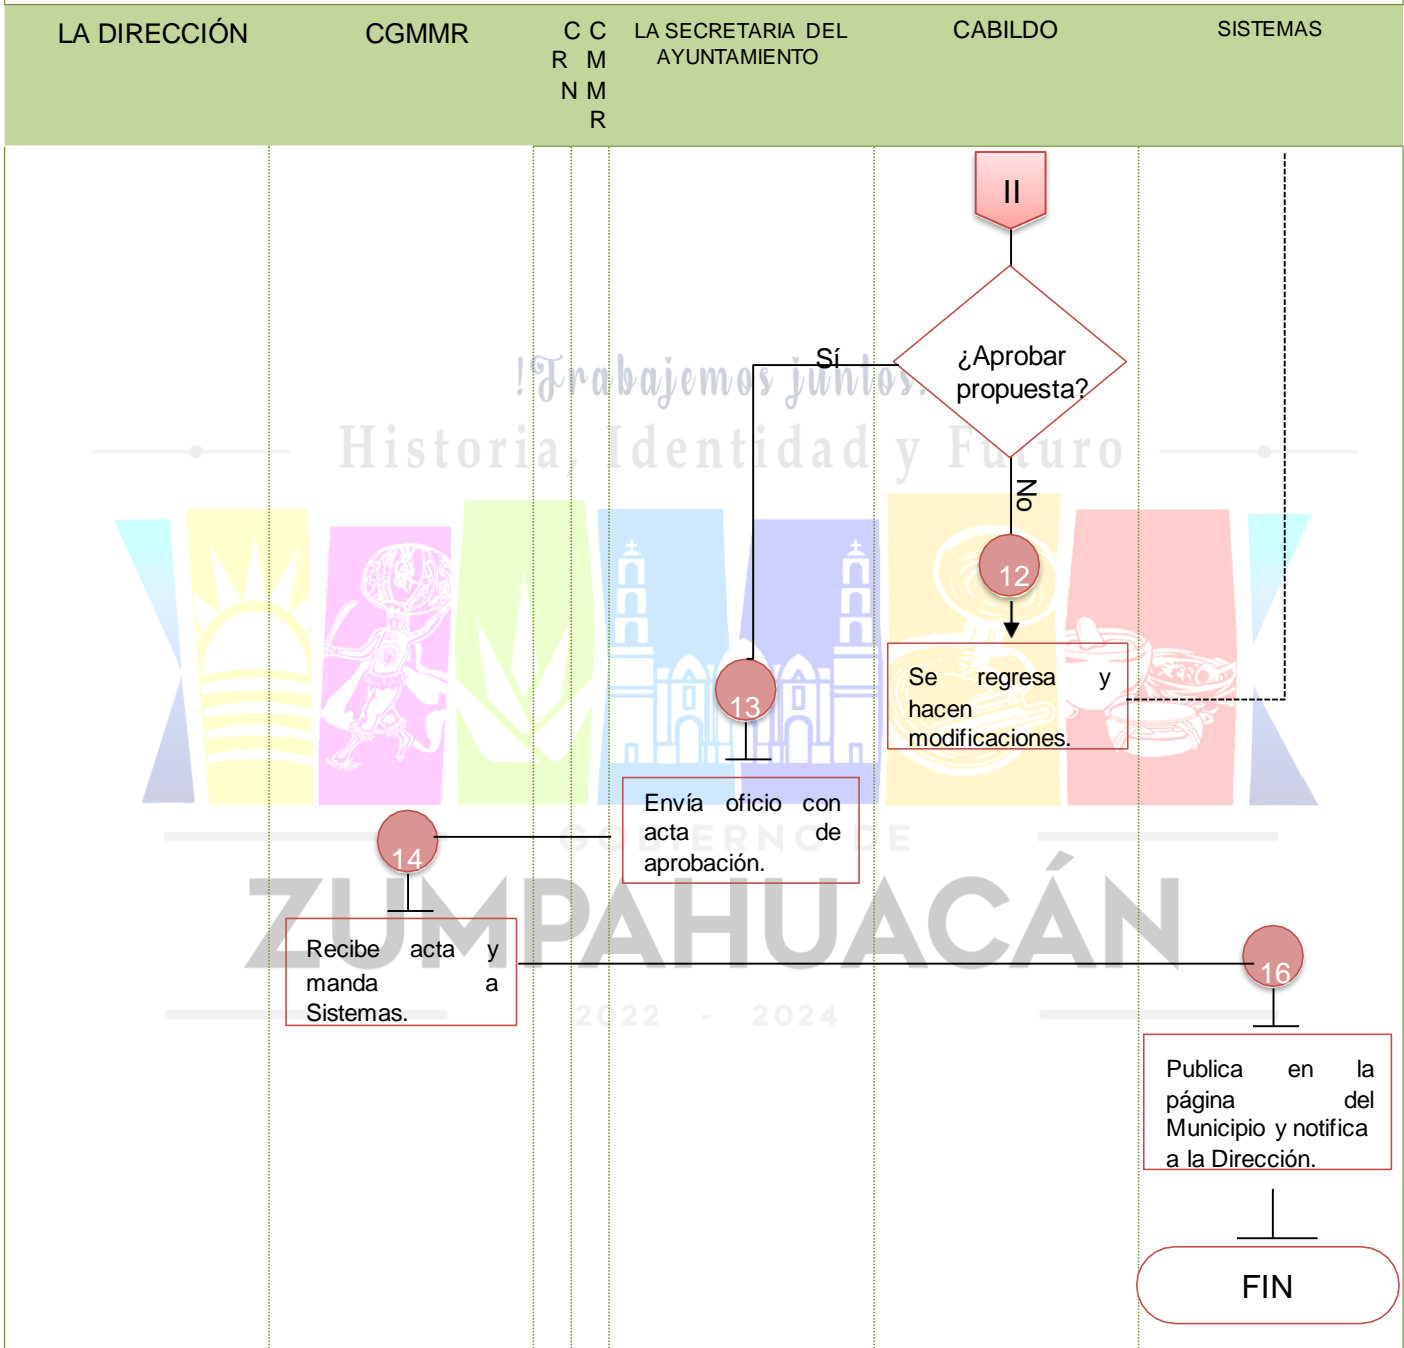 LA DIRECCIÓN
CGMMR
C C
R M
N M
R
LA SECRETARIA DEL
AYUNTAMIENTO
CABILDO
SISTEMAS
II
¿Aprobar
propuesta?
Sí
!Trabajemos juntos!
Historia, Identidad y Futuro
No
12
Se regresa y
hacen
modificaciones.
13
Envía oficio con
acta de
aprobación.
GOBIERNO DE
14
ZUMPAHUACÁN
Recibe acta y
manda a
Sistemas.
16
2022 - 2024
Publica en la
página del
Municipio y notifica
a la Dirección.
FIN